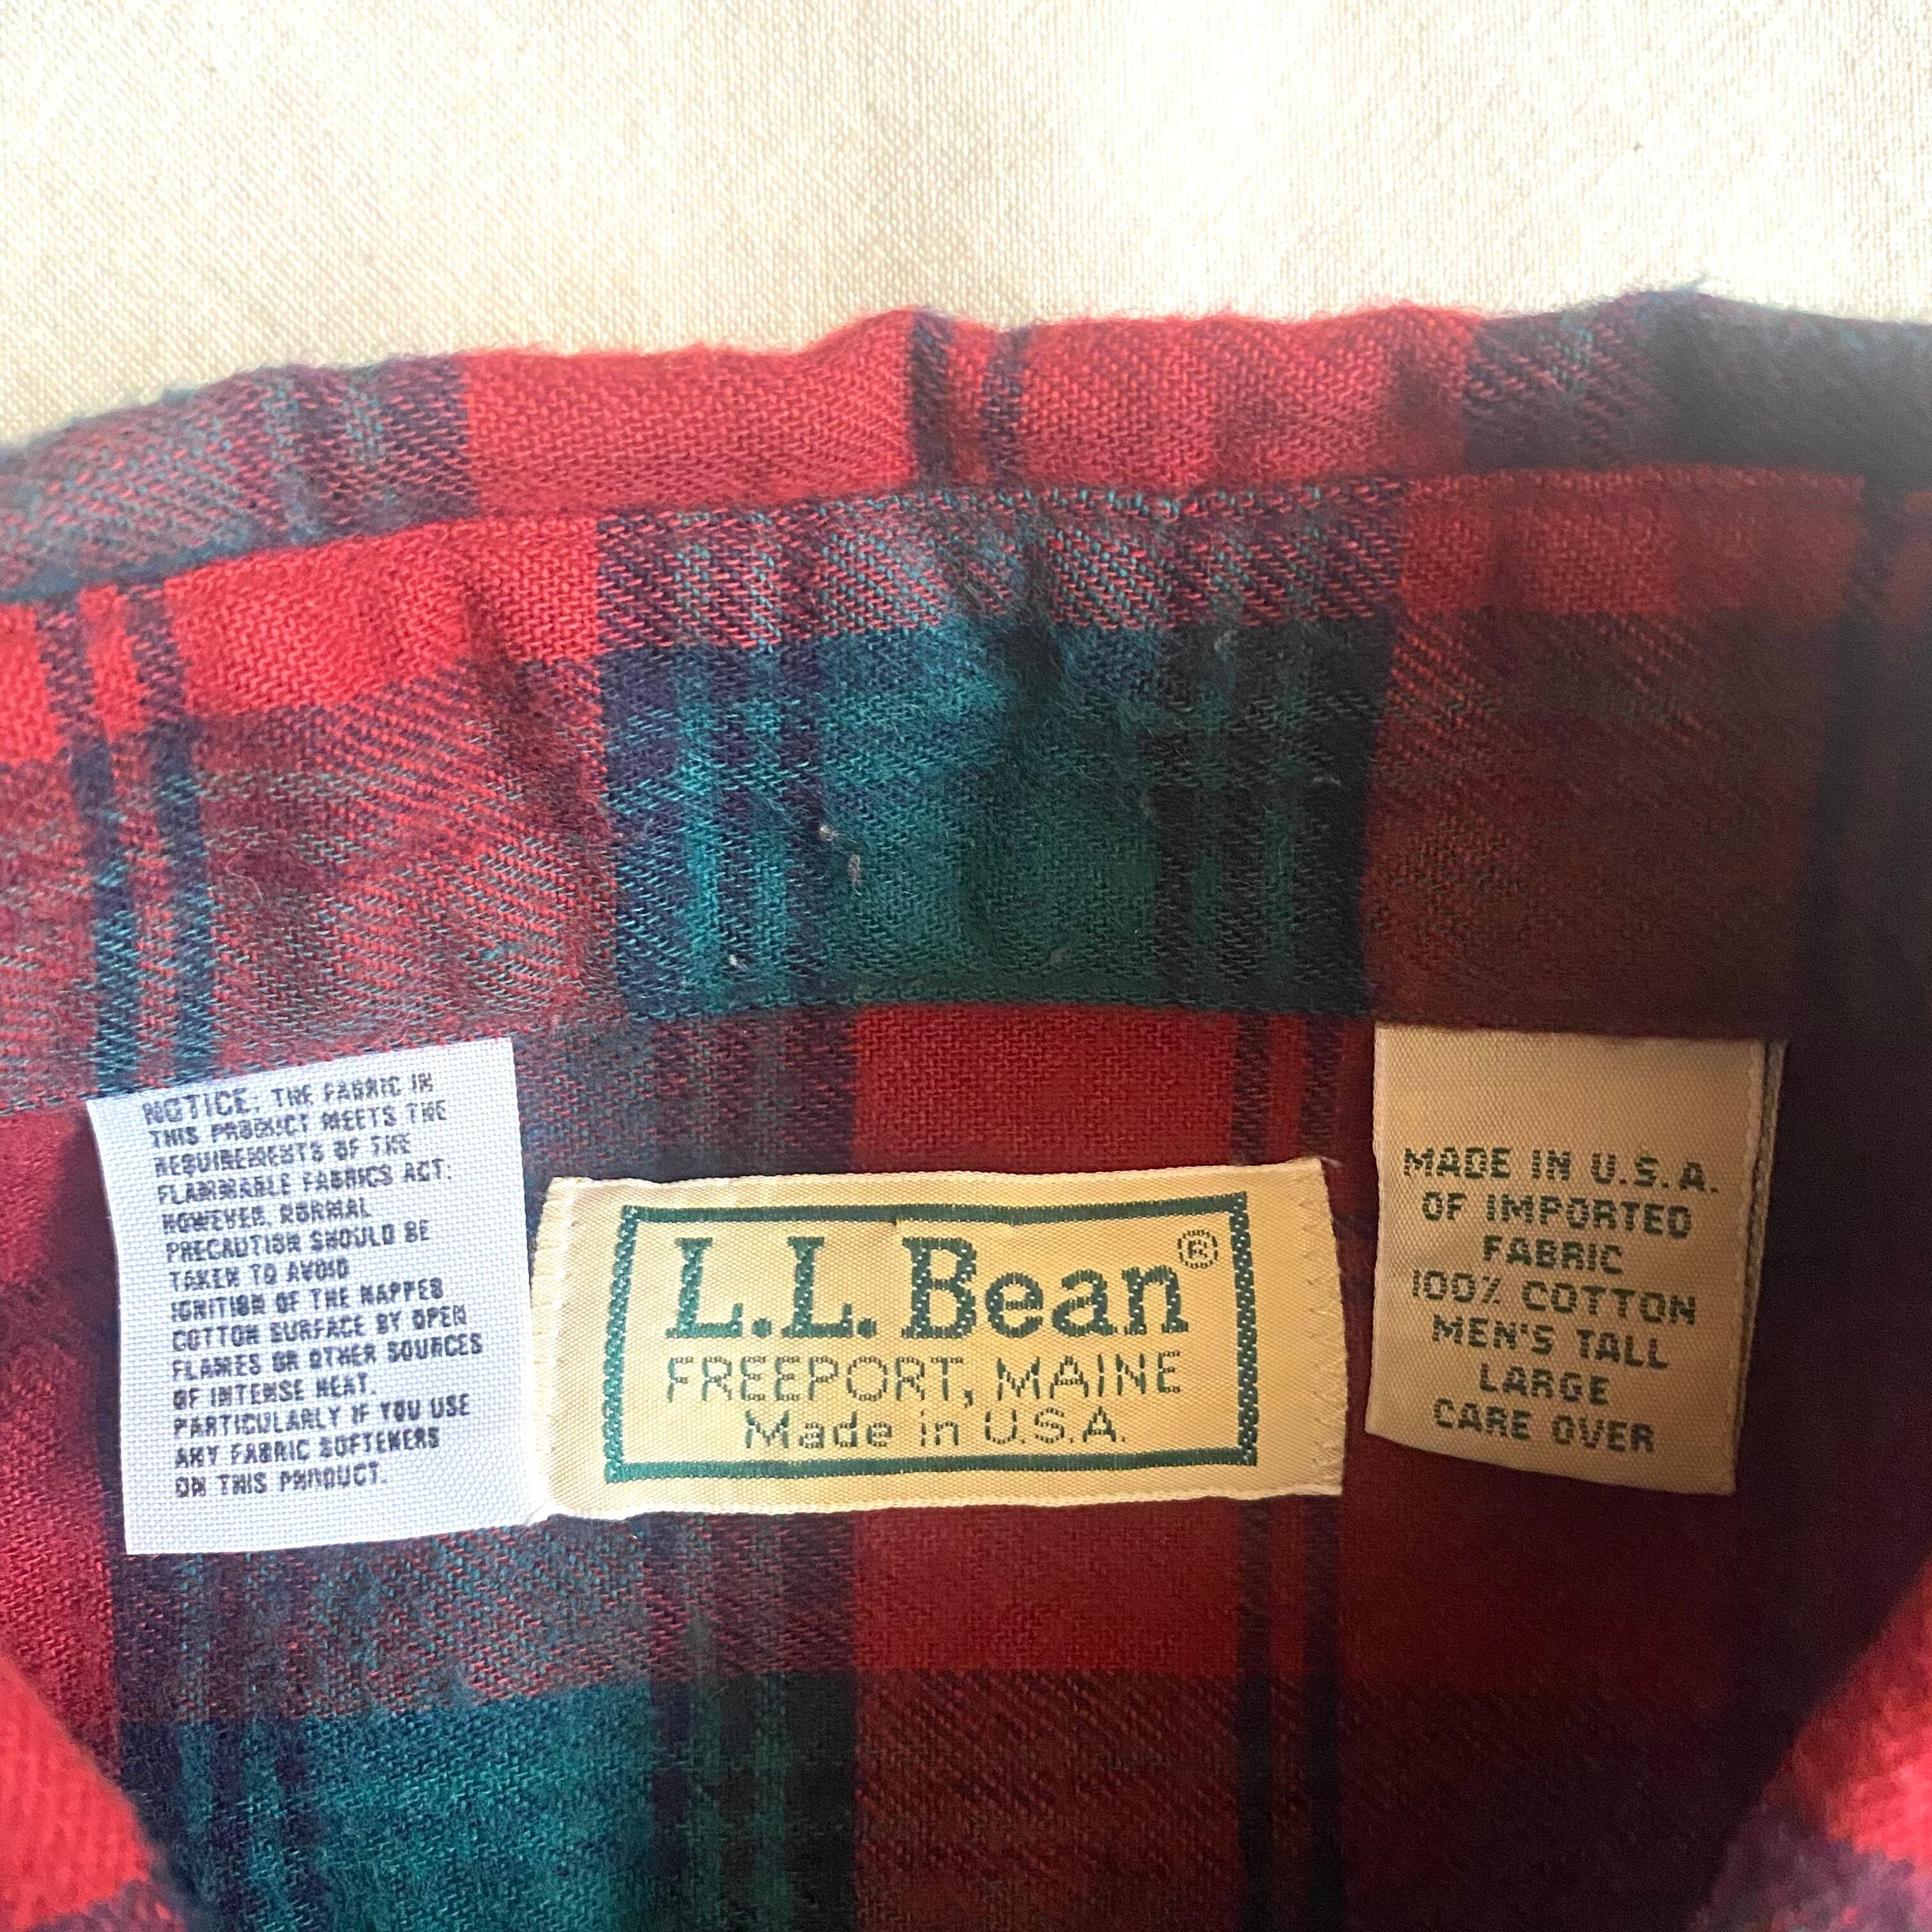 NOTICE: THE FABRIC IN
THIS PRODUCT MEETS THE
REQUIREMENTS OF THE
FLAMMABLE FABRICS ACT:
HOWEVER, NORMAL
PRECAUTION SHOULD BE
TAKEN TO AVOID
IGNITION OF THE NAPPED
COTTON SURFACE BY OPEN
FLAMES OR OTHER SOURCES
OF INTENSE HEAT,
PARTICULARLY IF YOU USE
ANY FABRIC SOFTENERS
ON THIS PRODUCT.
L.L.Bean®
FREEPORT, MAINE
Made in U.S.A.
MADE IN U.S.A.
OF IMPORTED
FABRIC
100% COTTON
MEN'S TALL
LARGE
CARE OVER